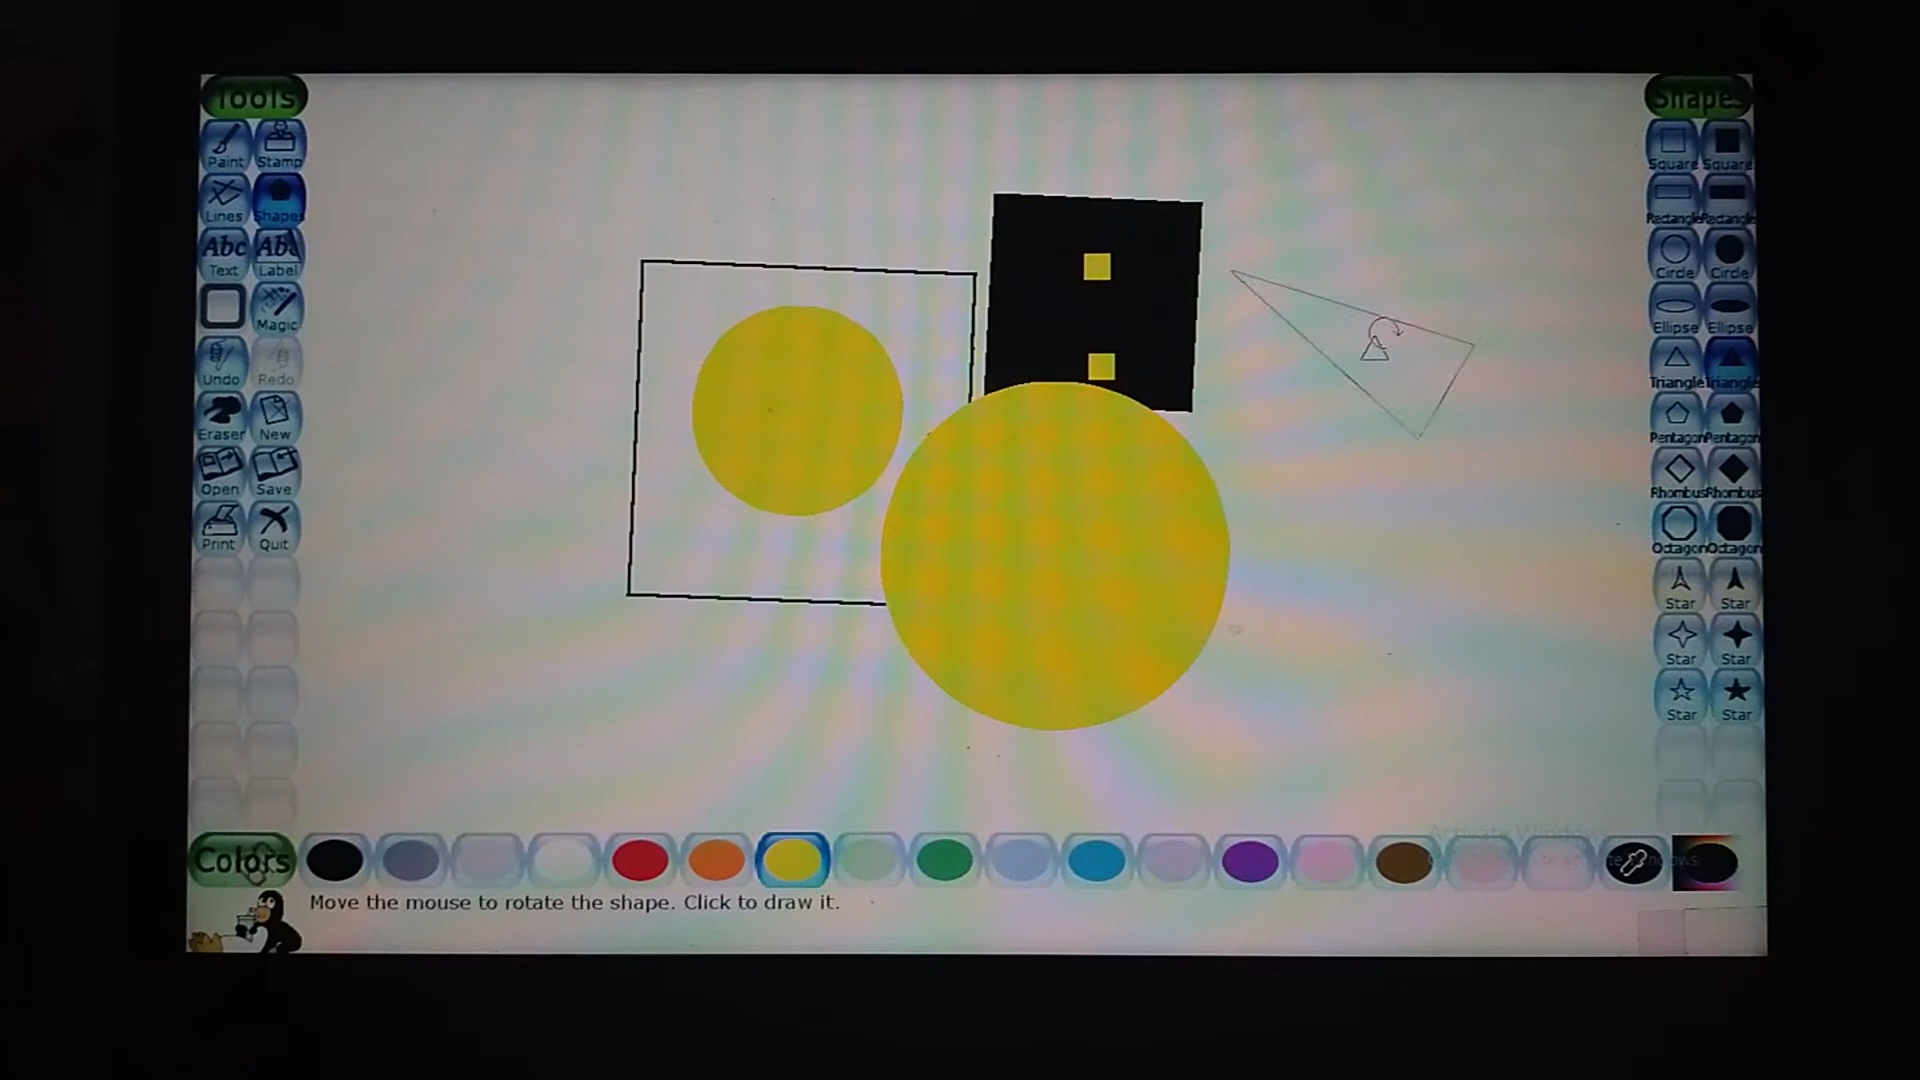 Tools
Shapes
Paint Stamp
Square Square
Lines Shapes
Rectangle Rectangle
Abc Abc
Text Label
Circle Circle
Magic
Ellipse Ellipse
Undo Redo
Triangle Triangle
Eraser New
Pentagon Pentagon
Open Save
Rhombus Rhombus
Print Quit
Octagon Octagon
Star Star
Star Star
Star Star
Activate Windows
Colors
Move the mouse to rotate the shape. Click to draw it.